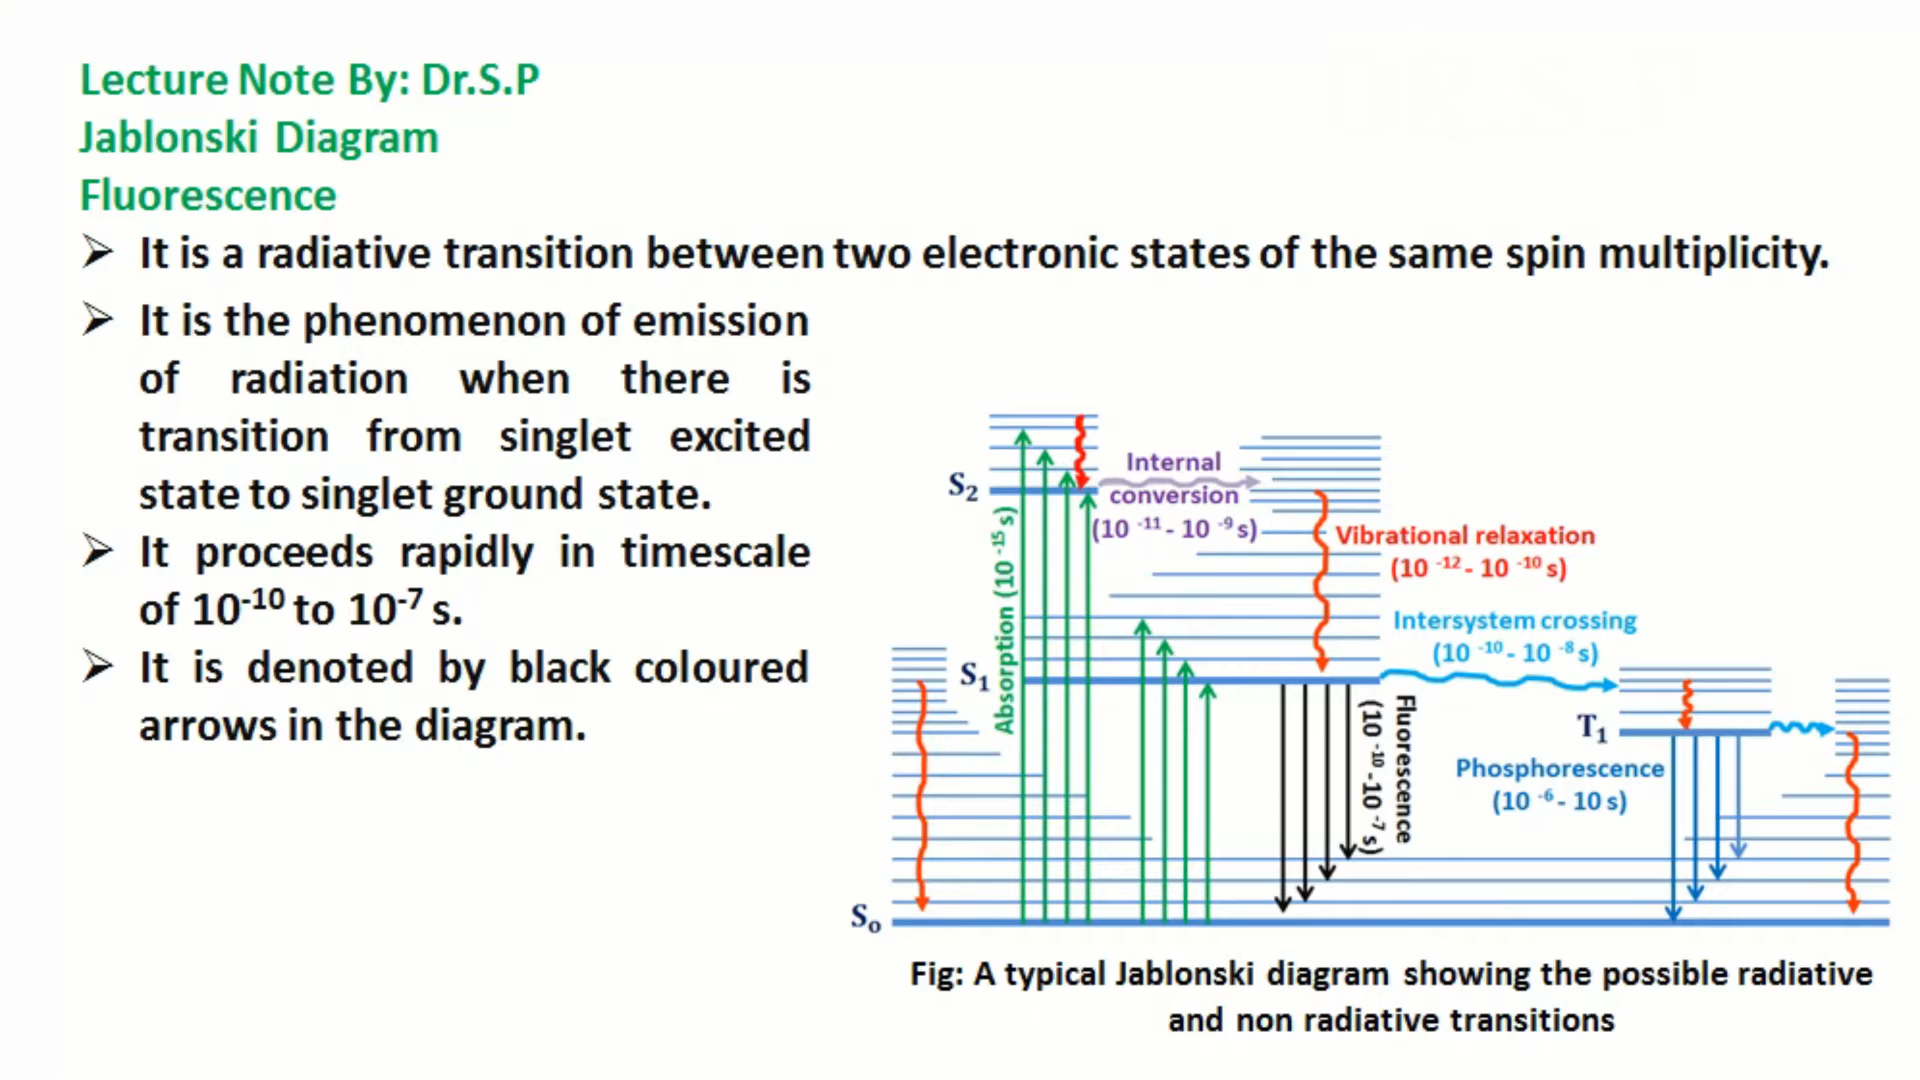 Lecture Note By: Dr.S.P
Jablonski Diagram
Fluorescence
➢ It is a radiative transition between two electronic states of the same spin multiplicity.
➢ It is the phenomenon of emission
of radiation when there is
transition from singlet excited
state to singlet ground state.
➢ It proceeds rapidly in timescale
of 10⁻¹⁰ to 10⁻⁷ s.
➢ It is denoted by black coloured
arrows in the diagram.
S₂
Internal
conversion
(10 ⁻¹¹ - 10 ⁻⁹ s)
Vibrational relaxation
(10 ⁻¹² - 10 ⁻¹⁰ s)
Absorption (10 ⁻¹⁵ s)
Intersystem crossing
(10 ⁻¹⁰ - 10 ⁻⁸ s)
S₁
Fluorescence
(10 ⁻¹⁰ -10 ⁻⁷ s)
T₁
Phosphorescence
(10 ⁻⁶ - 10 s)
S₀
Fig: A typical Jablonski diagram showing the possible radiative
and non radiative transitions